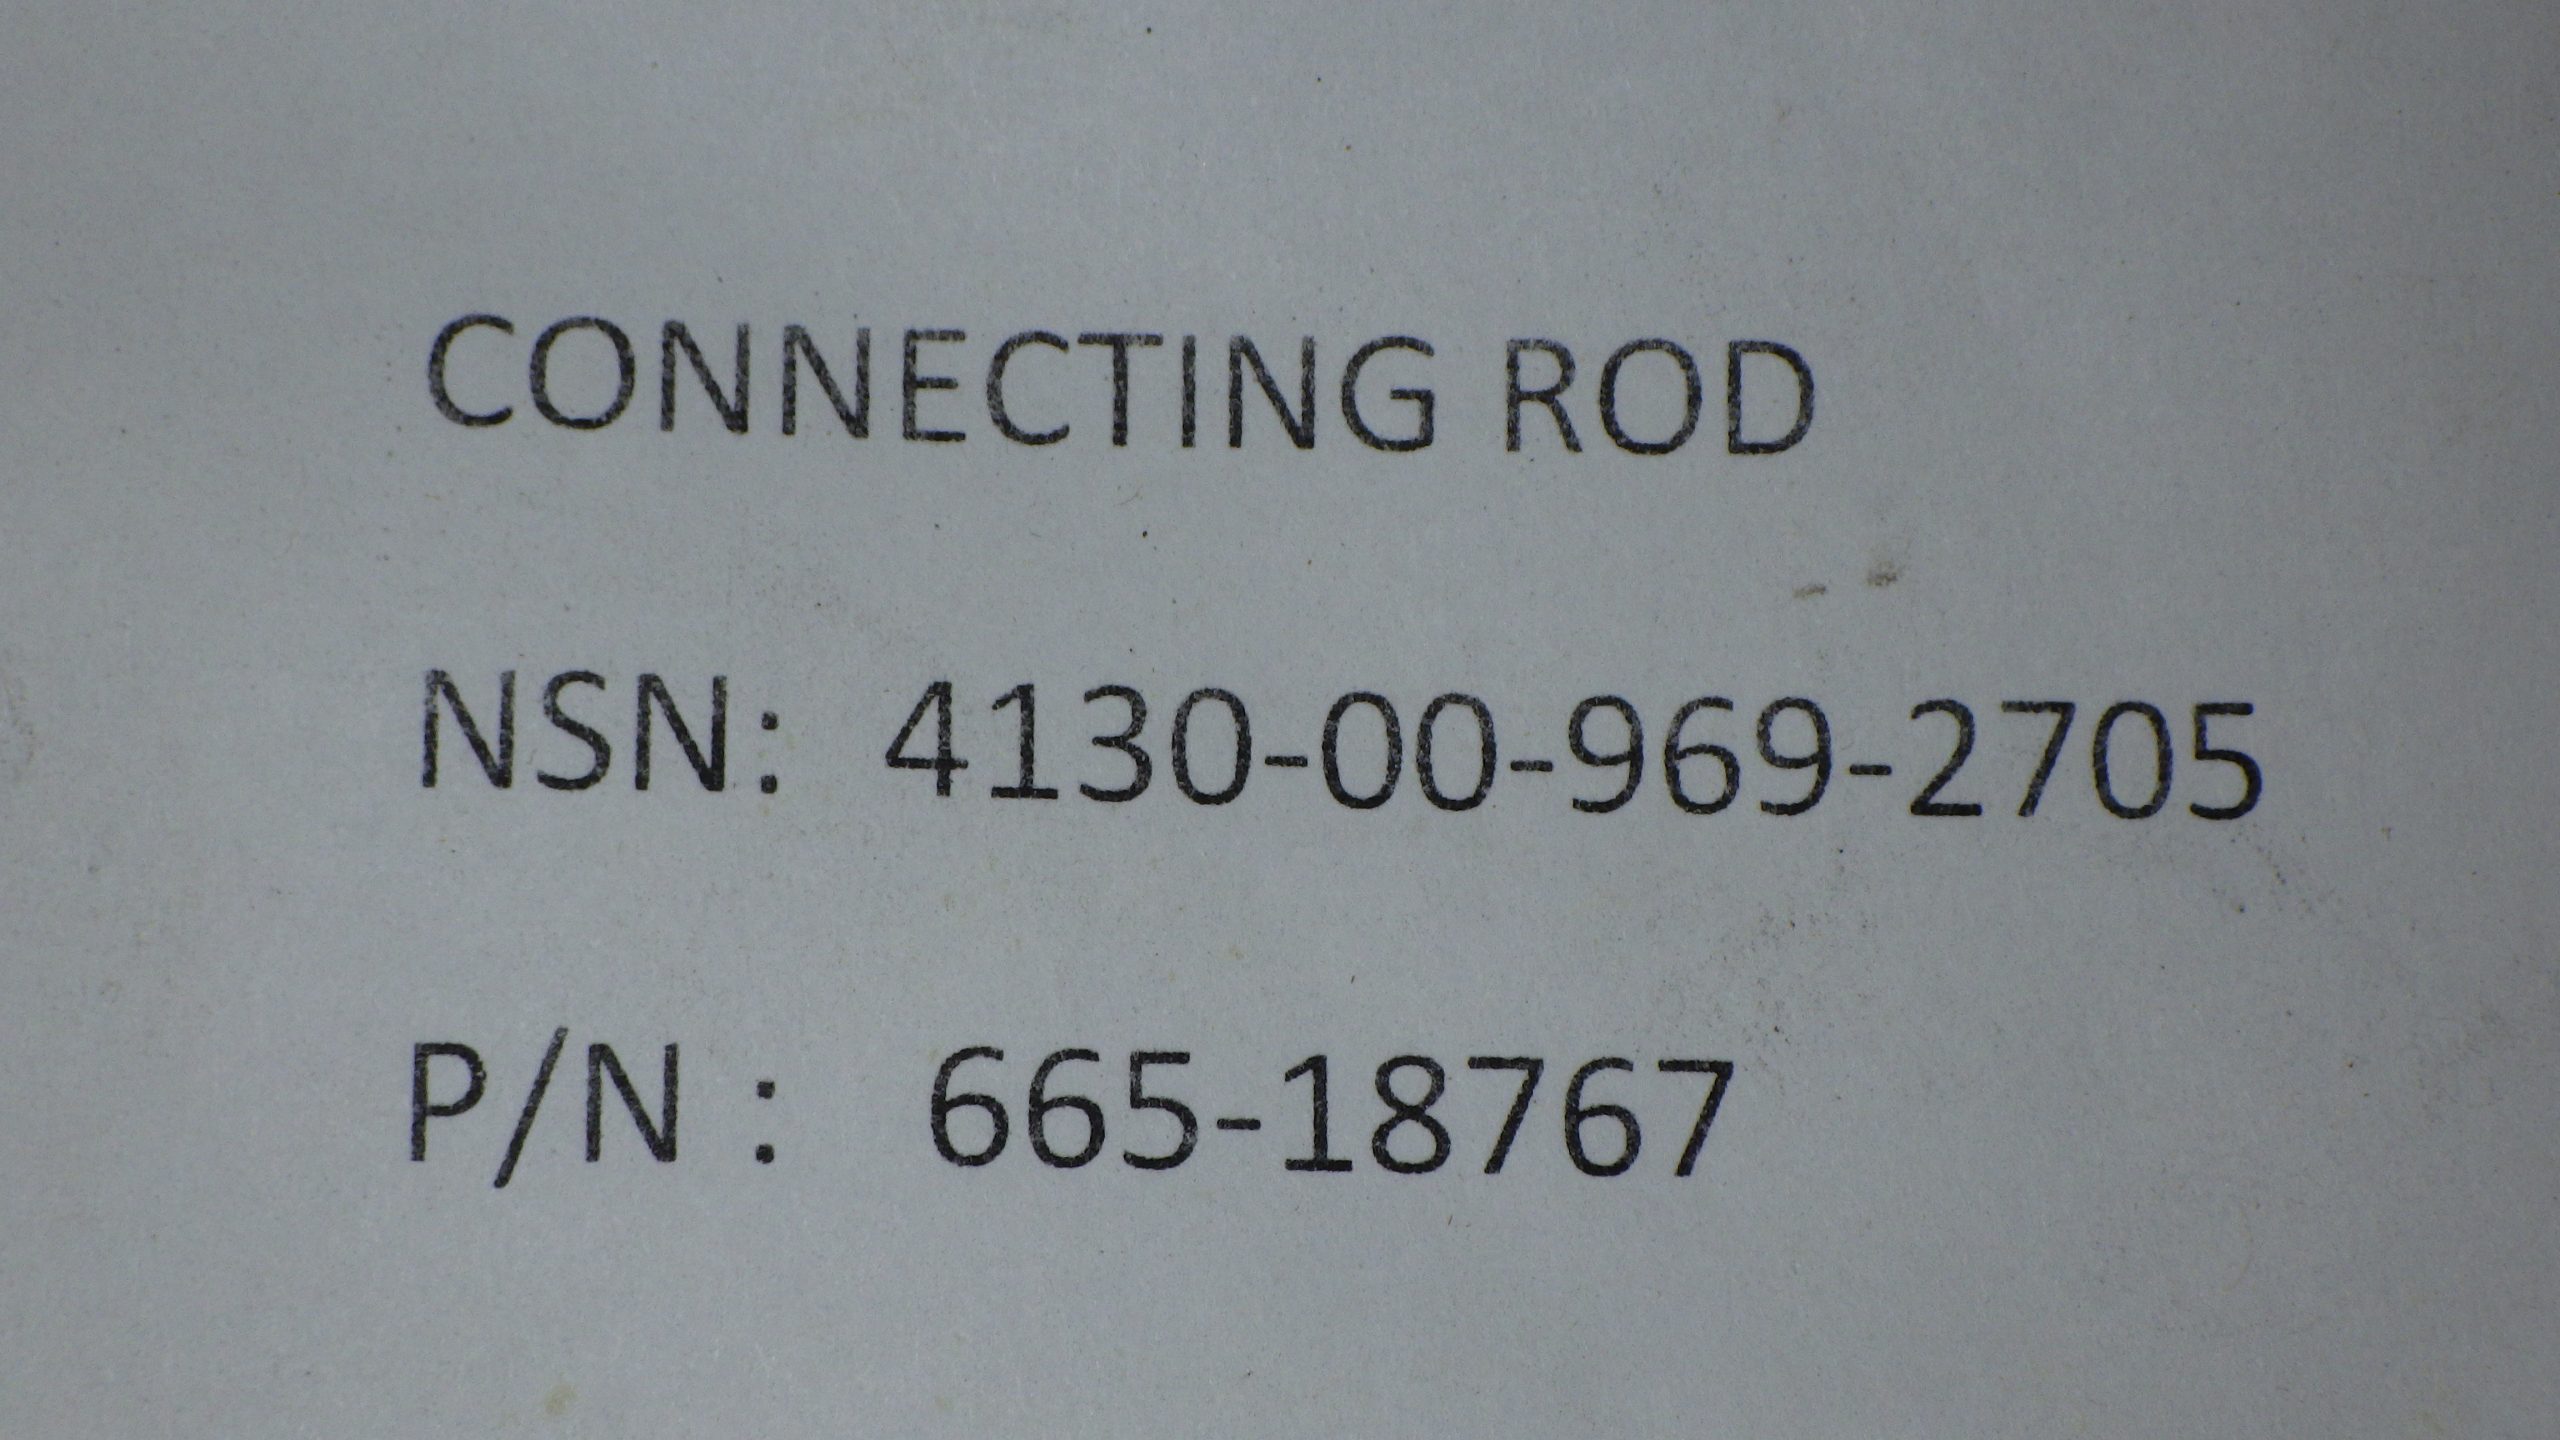 CONNECTING ROD
NSN: 4130-00-969-2705
P/N : 665-18767